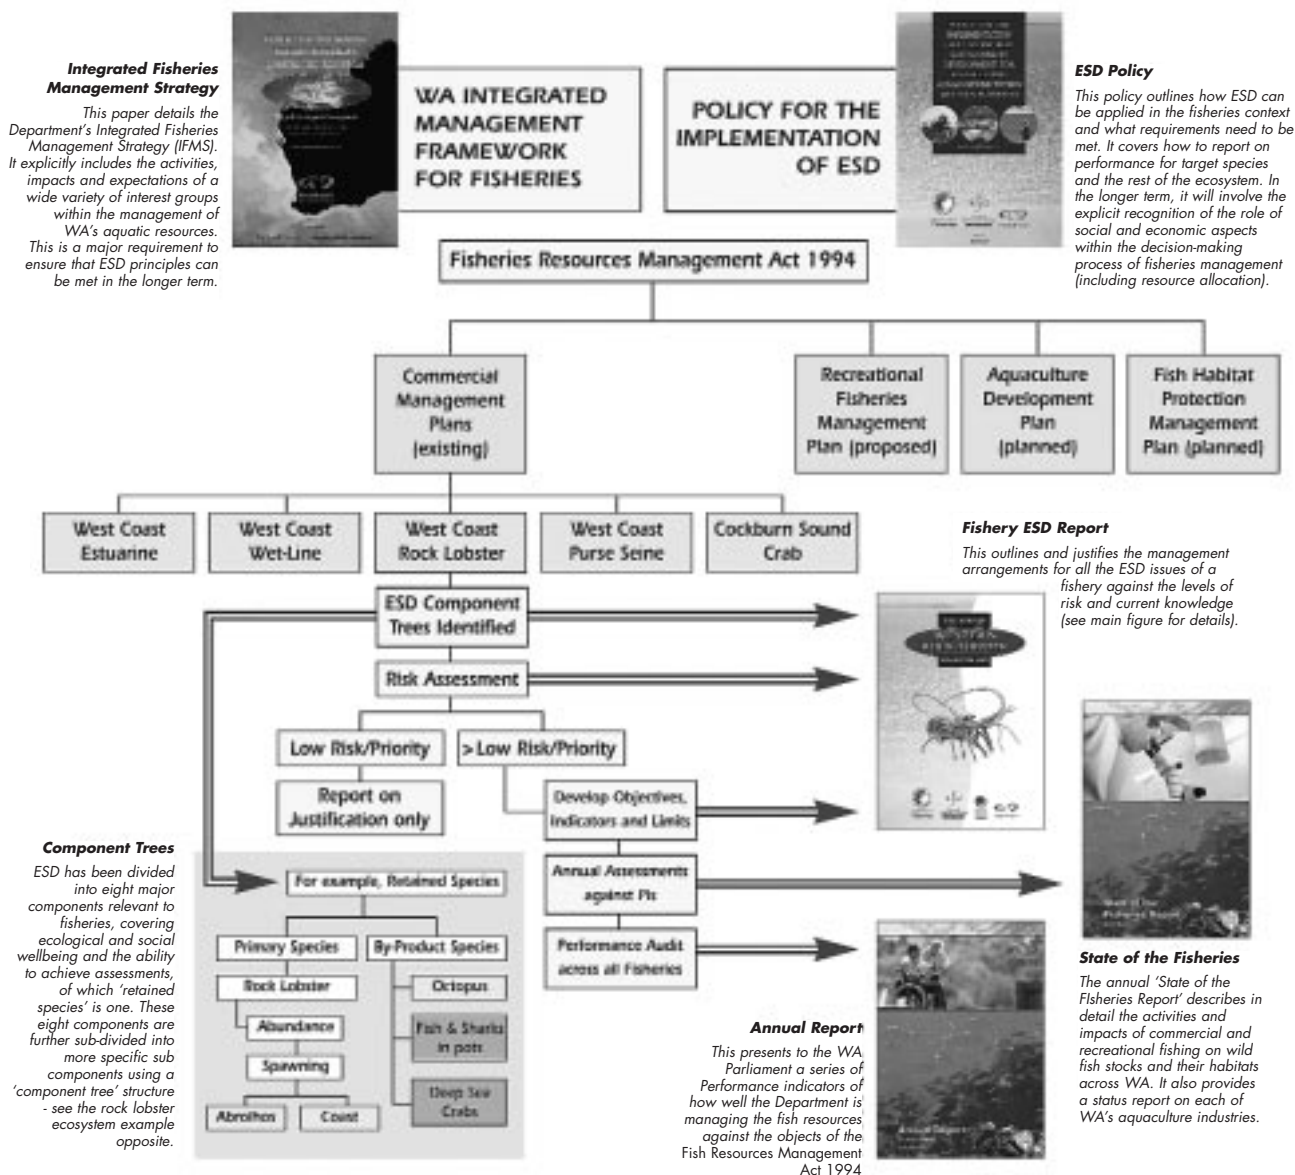 Integrated Fisheries
Management Strategy
This paper details the
Department's Integrated Fisheries
Management Strategy (IFMS).
It explicitly includes the activities,
impacts and expectations of a
wide variety of interest groups
within the management of
WA's aquatic resources.
This is a major requirement to
ensure that ESD principles can
be met in the longer term.
WA INTEGRATED
MANAGEMENT
FRAMEWORK
FOR FISHERIES
POLICY FOR THE
IMPLEMENTATION
OF ESD
ESD Policy
This policy outlines how ESD can
be applied in the fisheries context
and what requirements need to be
met. It covers how to report on
performance for target species
and the rest of the ecosystem. In
the longer term, it will involve the
explicit recognition of the role of
social and economic aspects
within the decision-making
process of fisheries management
(including resource allocation).
Fisheries Resources Management Act 1994
Commercial
Management
Plans
(existing)
Recreational
Fisheries
Management
Plan (proposed)
Aquaculture
Development
Plan
(planned)
Fish Habitat
Protection
Management
Plan (planned)
West Coast
Estuarine
West Coast
Wet-Line
West Coast
Rock Lobster
West Coast
Purse Seine
Cockburn Sound
Crab
Fishery ESD Report
This outlines and justifies the management
arrangements for all the ESD issues of a
fishery against the levels of
risk and current knowledge
(see main figure for details).
ESD Component
Trees Identified
Risk Assessment
Low Risk/Priority
> Low Risk/Priority
Report on
Justification only
Develop Objectives,
Indicators and Limits
Annual Assessments
against PIs
Performance Audit
across all Fisheries
Component Trees
ESD has been divided
into eight major
components relevant to
fisheries, covering
ecological and social
wellbeing and the ability
to achieve assessments,
of which 'retained
species' is one. These
eight components are
further sub-divided into
more specific sub
components using a
'component tree' structure
- see the rock lobster
ecosystem example
opposite.
For example, Retained Species
Primary Species
By-Product Species
Rock Lobster
Octopus
Abundance
Fish & Sharks
in pots
Spawning
Deep Sea
Crabs
Abrolhos
Coast
State of the
Fisheries Report
State of the Fisheries
The annual 'State of the
FIsheries Report' describes in
detail the activities and
impacts of commercial and
recreational fishing on wild
fish stocks and their habitats
across WA. It also provides
a status report on each of
WA's aquaculture industries.
Annual Report
This presents to the WA
Parliament a series of
Performance indicators of
how well the Department is
managing the fish resources
against the objects of the
Fish Resources Management
Act 1994
Annual Report